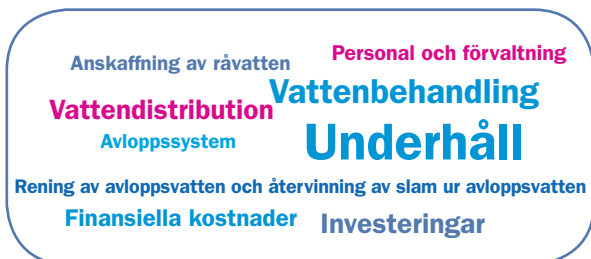 Personal och förvaltning
Anskaffning av råvatten
Vattenbehandling
Vattendistribution
Underhåll
Avloppssystem
Rening av avloppsvatten och återvinning av slam ur avloppsvatten
Finansiella kostnader
Investeringar